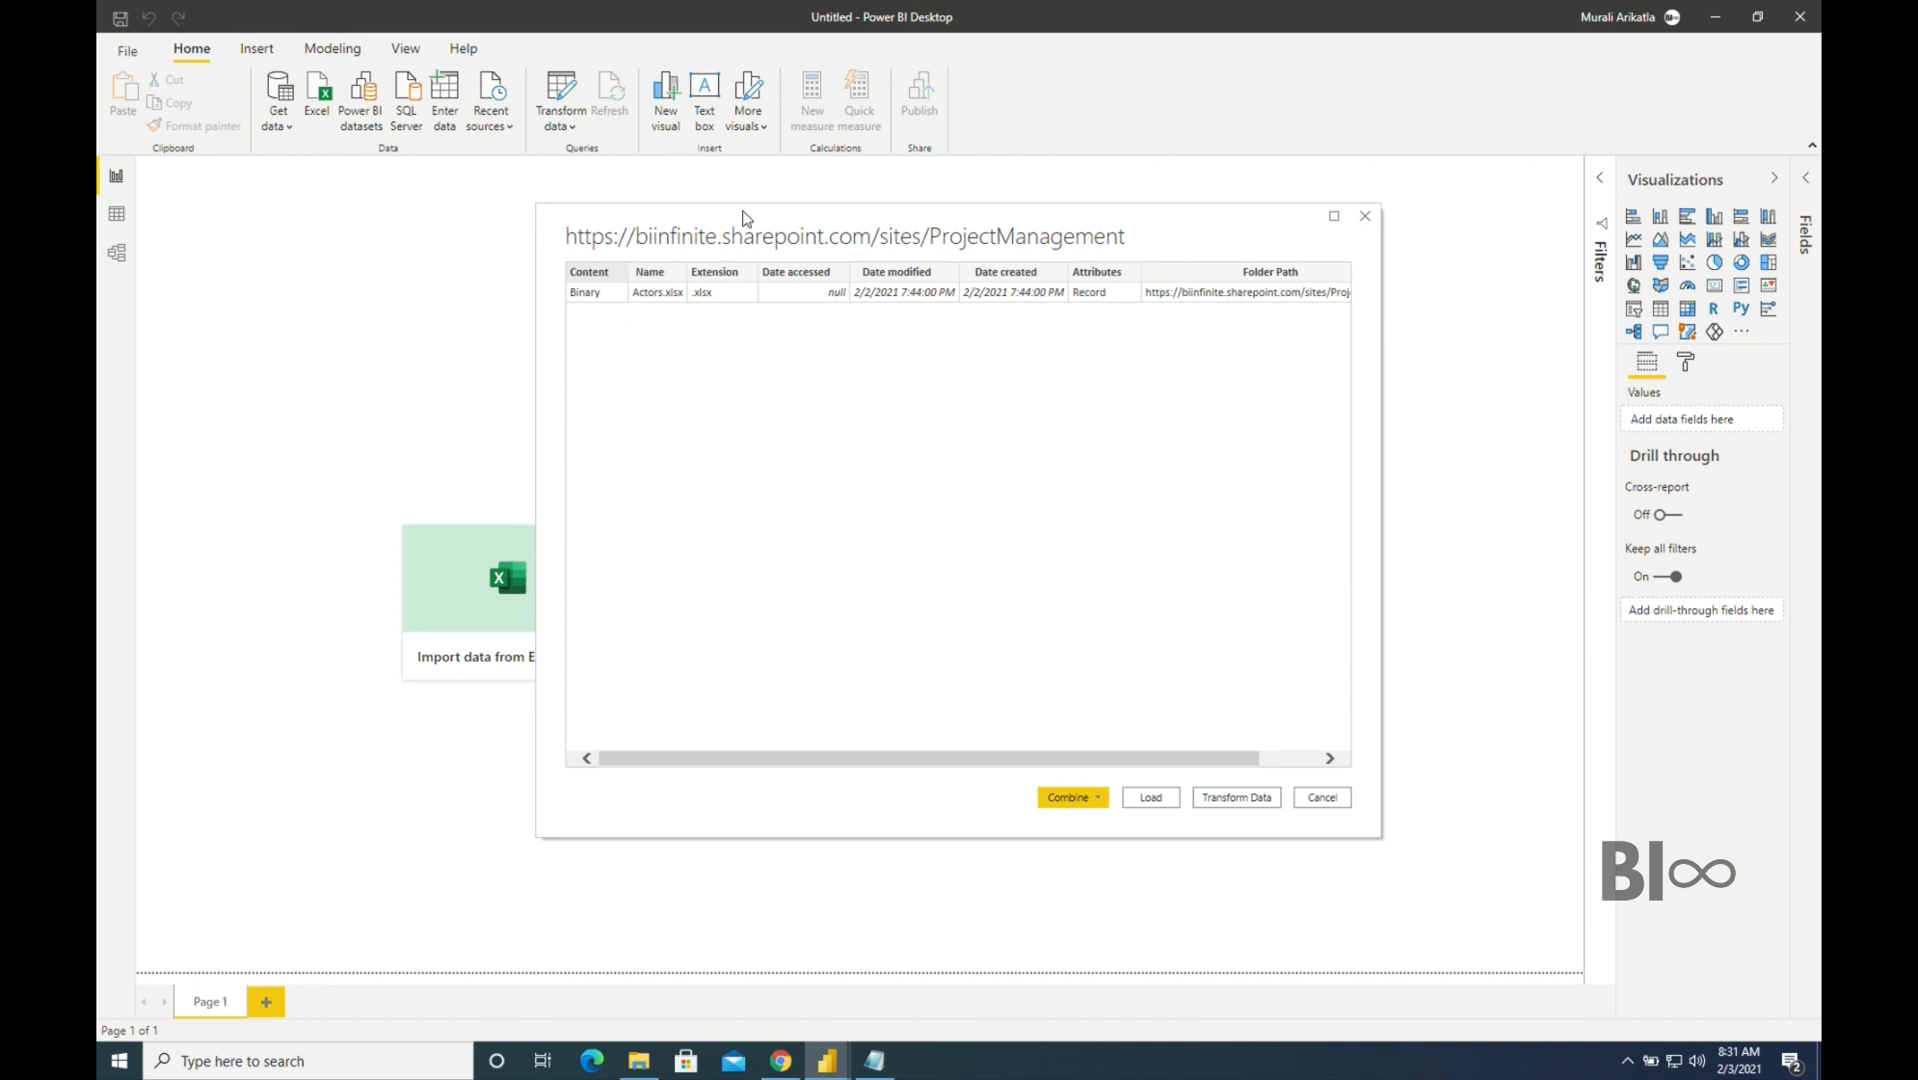 Untitled - Power BI Desktop
Murali Arikatla
File Home Insert Modeling View Help
Paste
Cut
Copy
Format painter
Clipboard
Get data
Excel
Power BI datasets
SQL Server
Enter data
Recent sources
Data
Transform data
Refresh
Queries
New visual
Text box
More visuals
Insert
New measure
Quick measure
Calculations
Publish
Share
Visualizations
Filters
Fields
https://biinfinite.sharepoint.com/sites/ProjectManagement
Content Name Extension Date accessed Date modified Date created Attributes Folder Path
Binary Actors.xlsx .xlsx null 2/2/2021 7:44:00 PM 2/2/2021 7:44:00 PM Record https://biinfinite.sharepoint.com/sites/Proj
R Py
Values
Add data fields here
Drill through
Cross-report
Off
Keep all filters
On
Add drill-through fields here
Import data from E
Combine Load Transform Data Cancel
BI∞
Page 1 +
Page 1 of 1
Type here to search
8:31 AM
2/3/2021
2